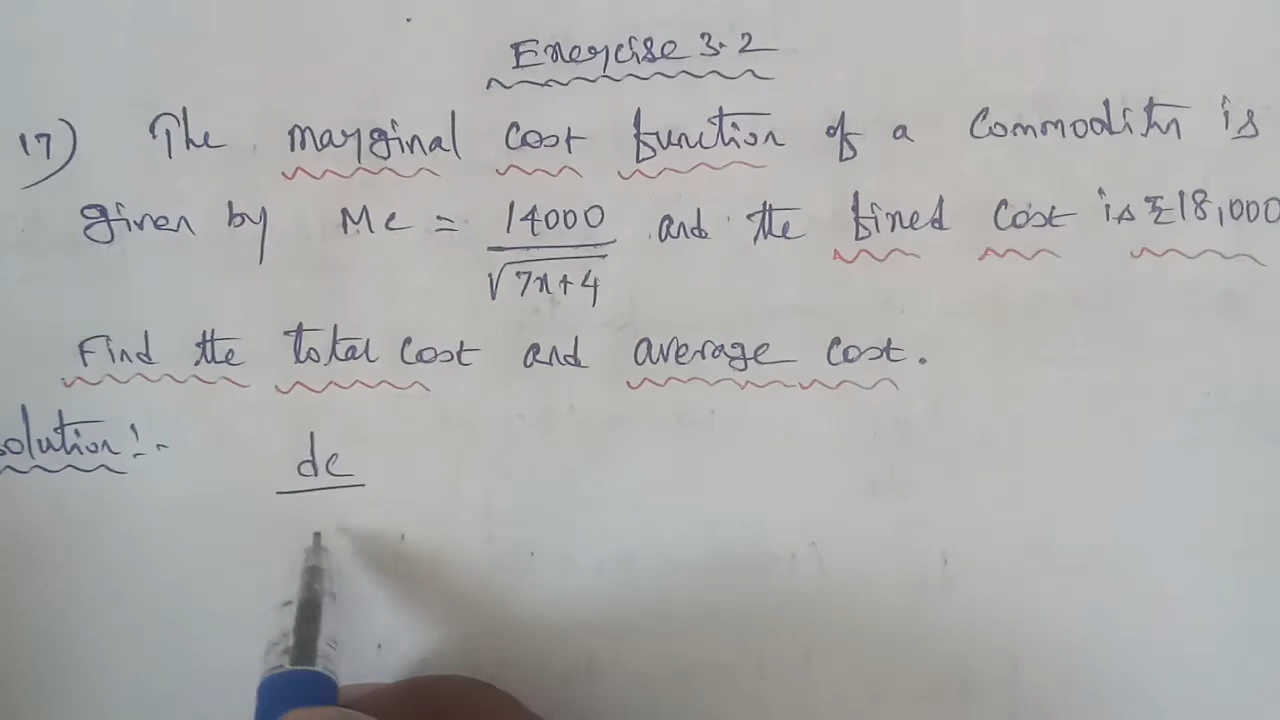 Exercise 3.2
17) The marginal cost function of a Commodity is
given by MC = 14000/√7x+4 and the fixed cost is ₹18,000
Find the total cost and average cost.
Solution:-
dc